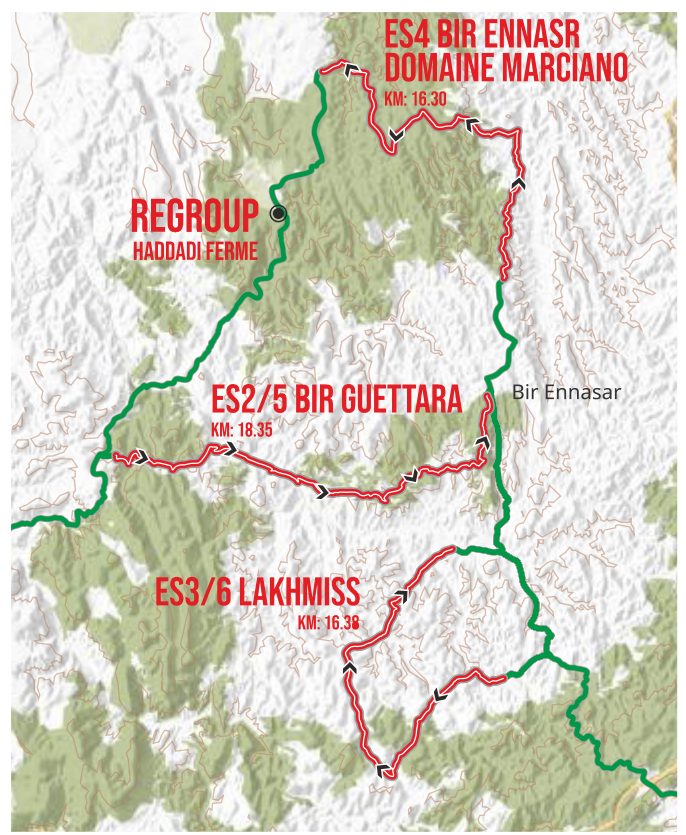 ES4 BIR ENNASR
DOMAINE MARCIANO
KM: 16.30
REGROUP
HADDADI FERME
ES2/5 BIR GUETTARA
KM: 18.35
Bir Ennasar
ES3/6 LAKHMISS
KM: 16.38